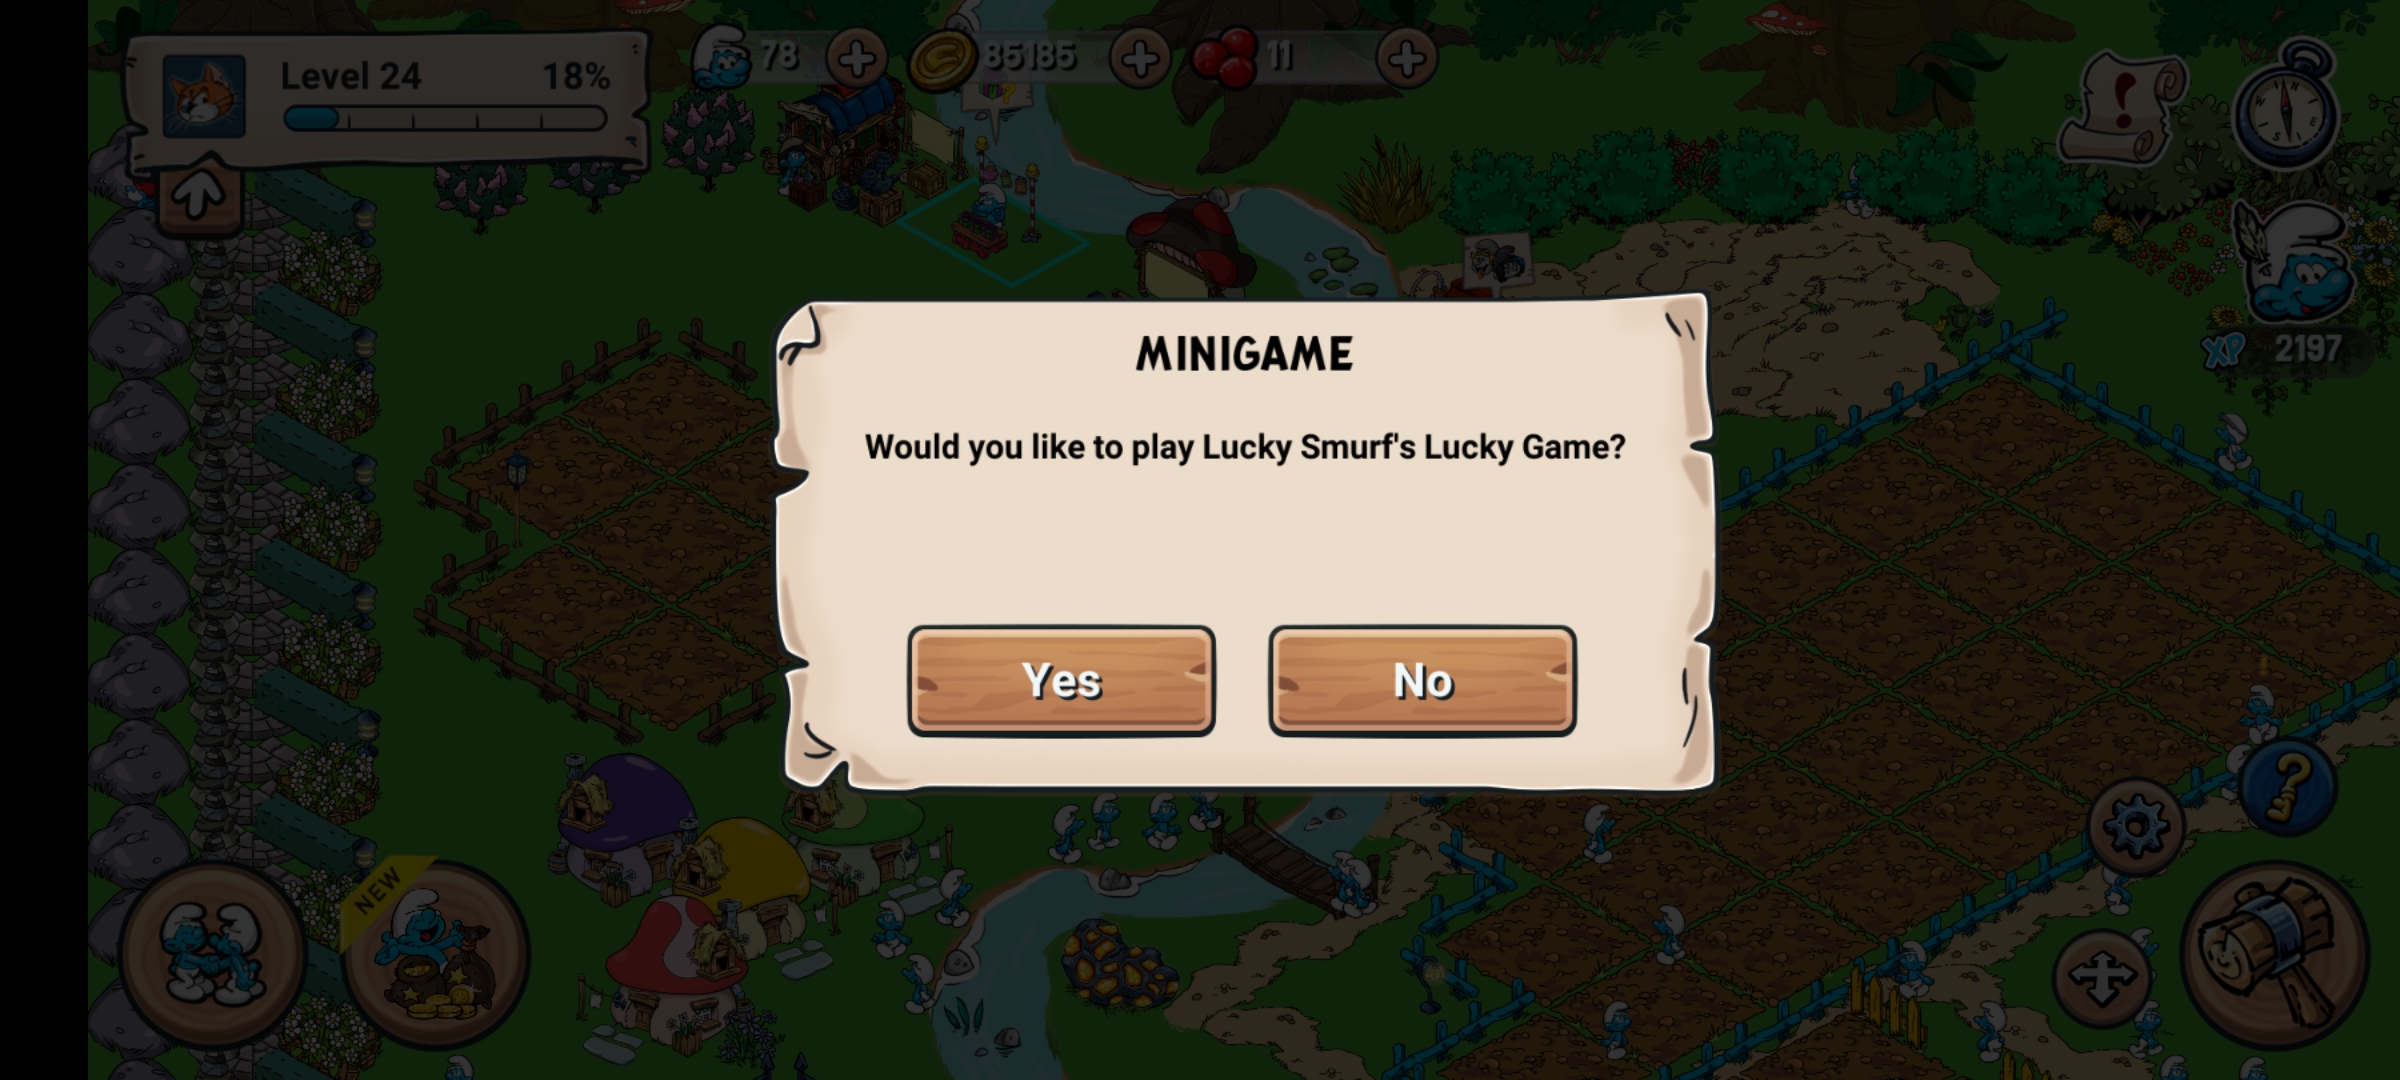 Level 24 18%
78
85185
11
XP 2197
MINIGAME
Would you like to play Lucky Smurf's Lucky Game?
Yes
No
NEW